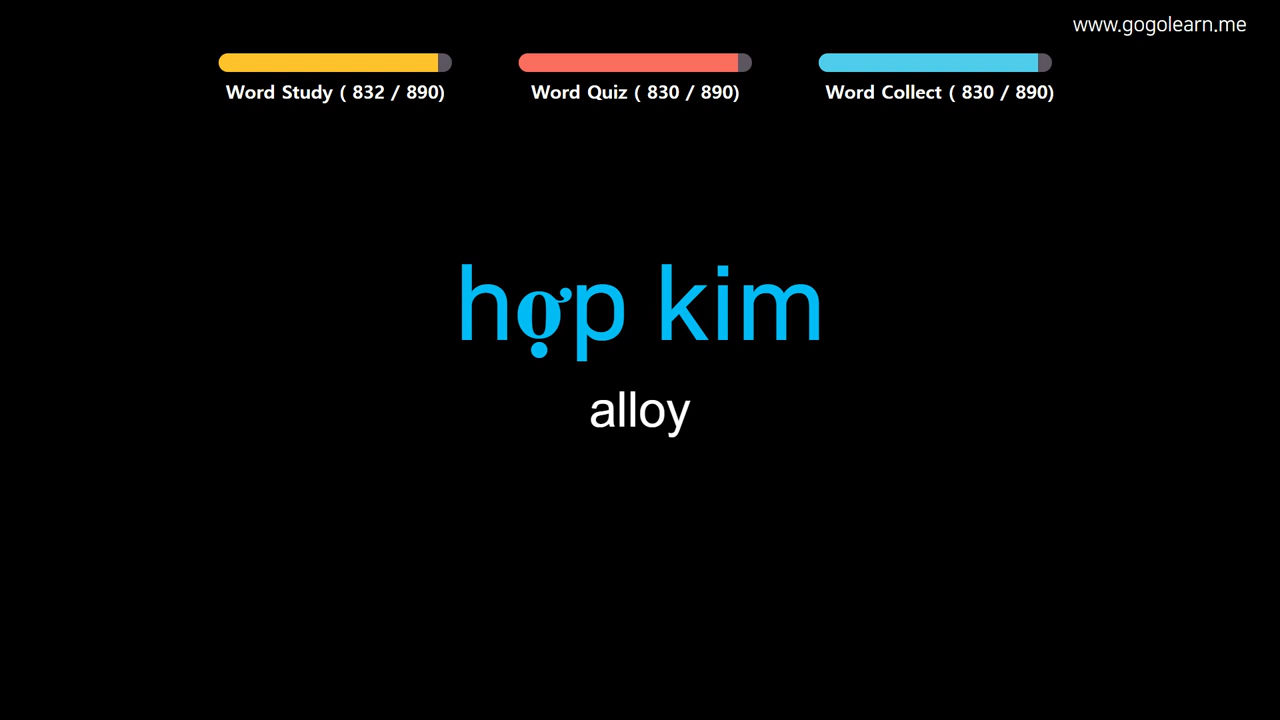 www.gogolearn.me
Word Study ( 832 / 890)
Word Quiz ( 830 / 890)
Word Collect ( 830 / 890)
hợp kim
alloy